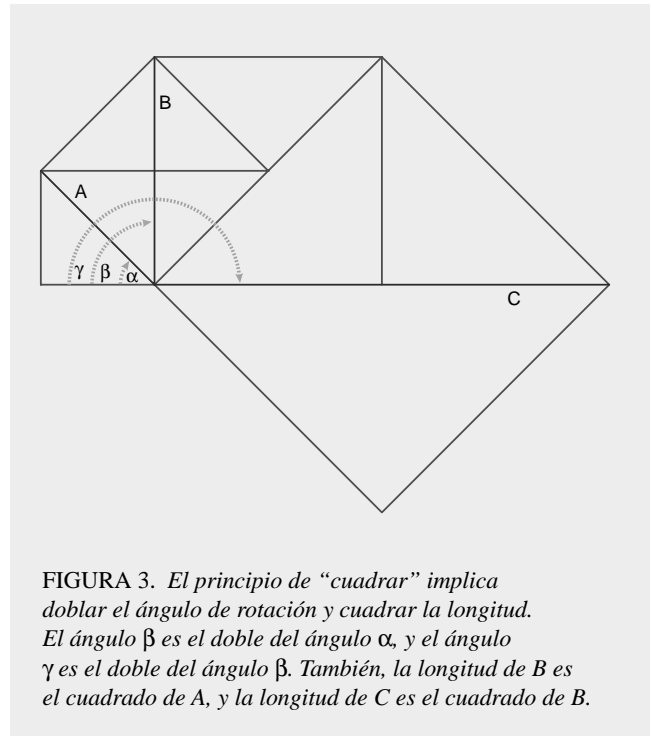 B
A
γ β α
C
FIGURA 3. El principio de “cuadrar” implica
doblar el ángulo de rotación y cuadrar la longitud.
El ángulo β es el doble del ángulo α, y el ángulo
γ es el doble del ángulo β. También, la longitud de B es
el cuadrado de A, y la longitud de C es el cuadrado de B.